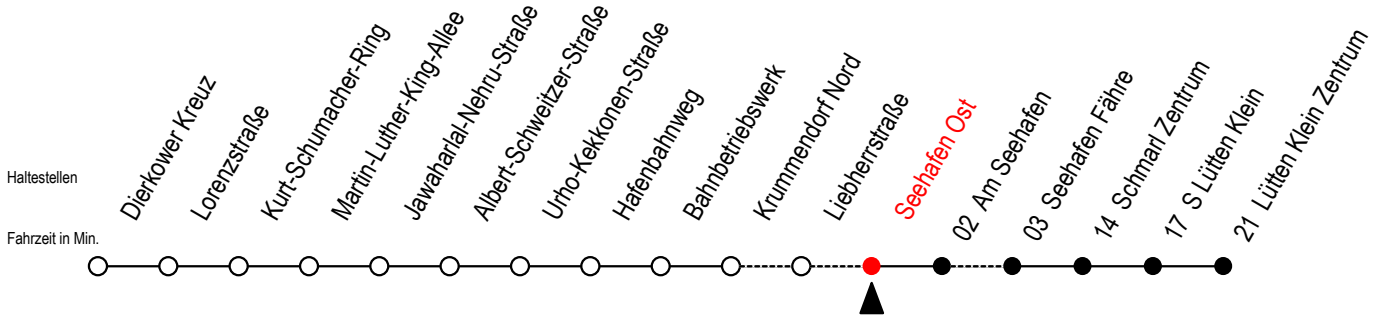 Haltestellen
Fahrzeit in Min.
Dierkower Kreuz
Lorenzstraße
Kurt-Schumacher-Ring
Martin-Luther-King-Allee
Jawaharlal-Nehru-Straße
Albert-Schweitzer-Straße
Urho-Kekkonen-Straße
Hafenbahnweg
Bahnbetriebswerk
Krummendorf Nord
Liebherrstraße
Seehafen Ost
02 Am Seehafen
03 Seehafen Fähre
14 Schmarl Zentrum
17 S Lütten Klein
21 Lütten Klein Zentrum